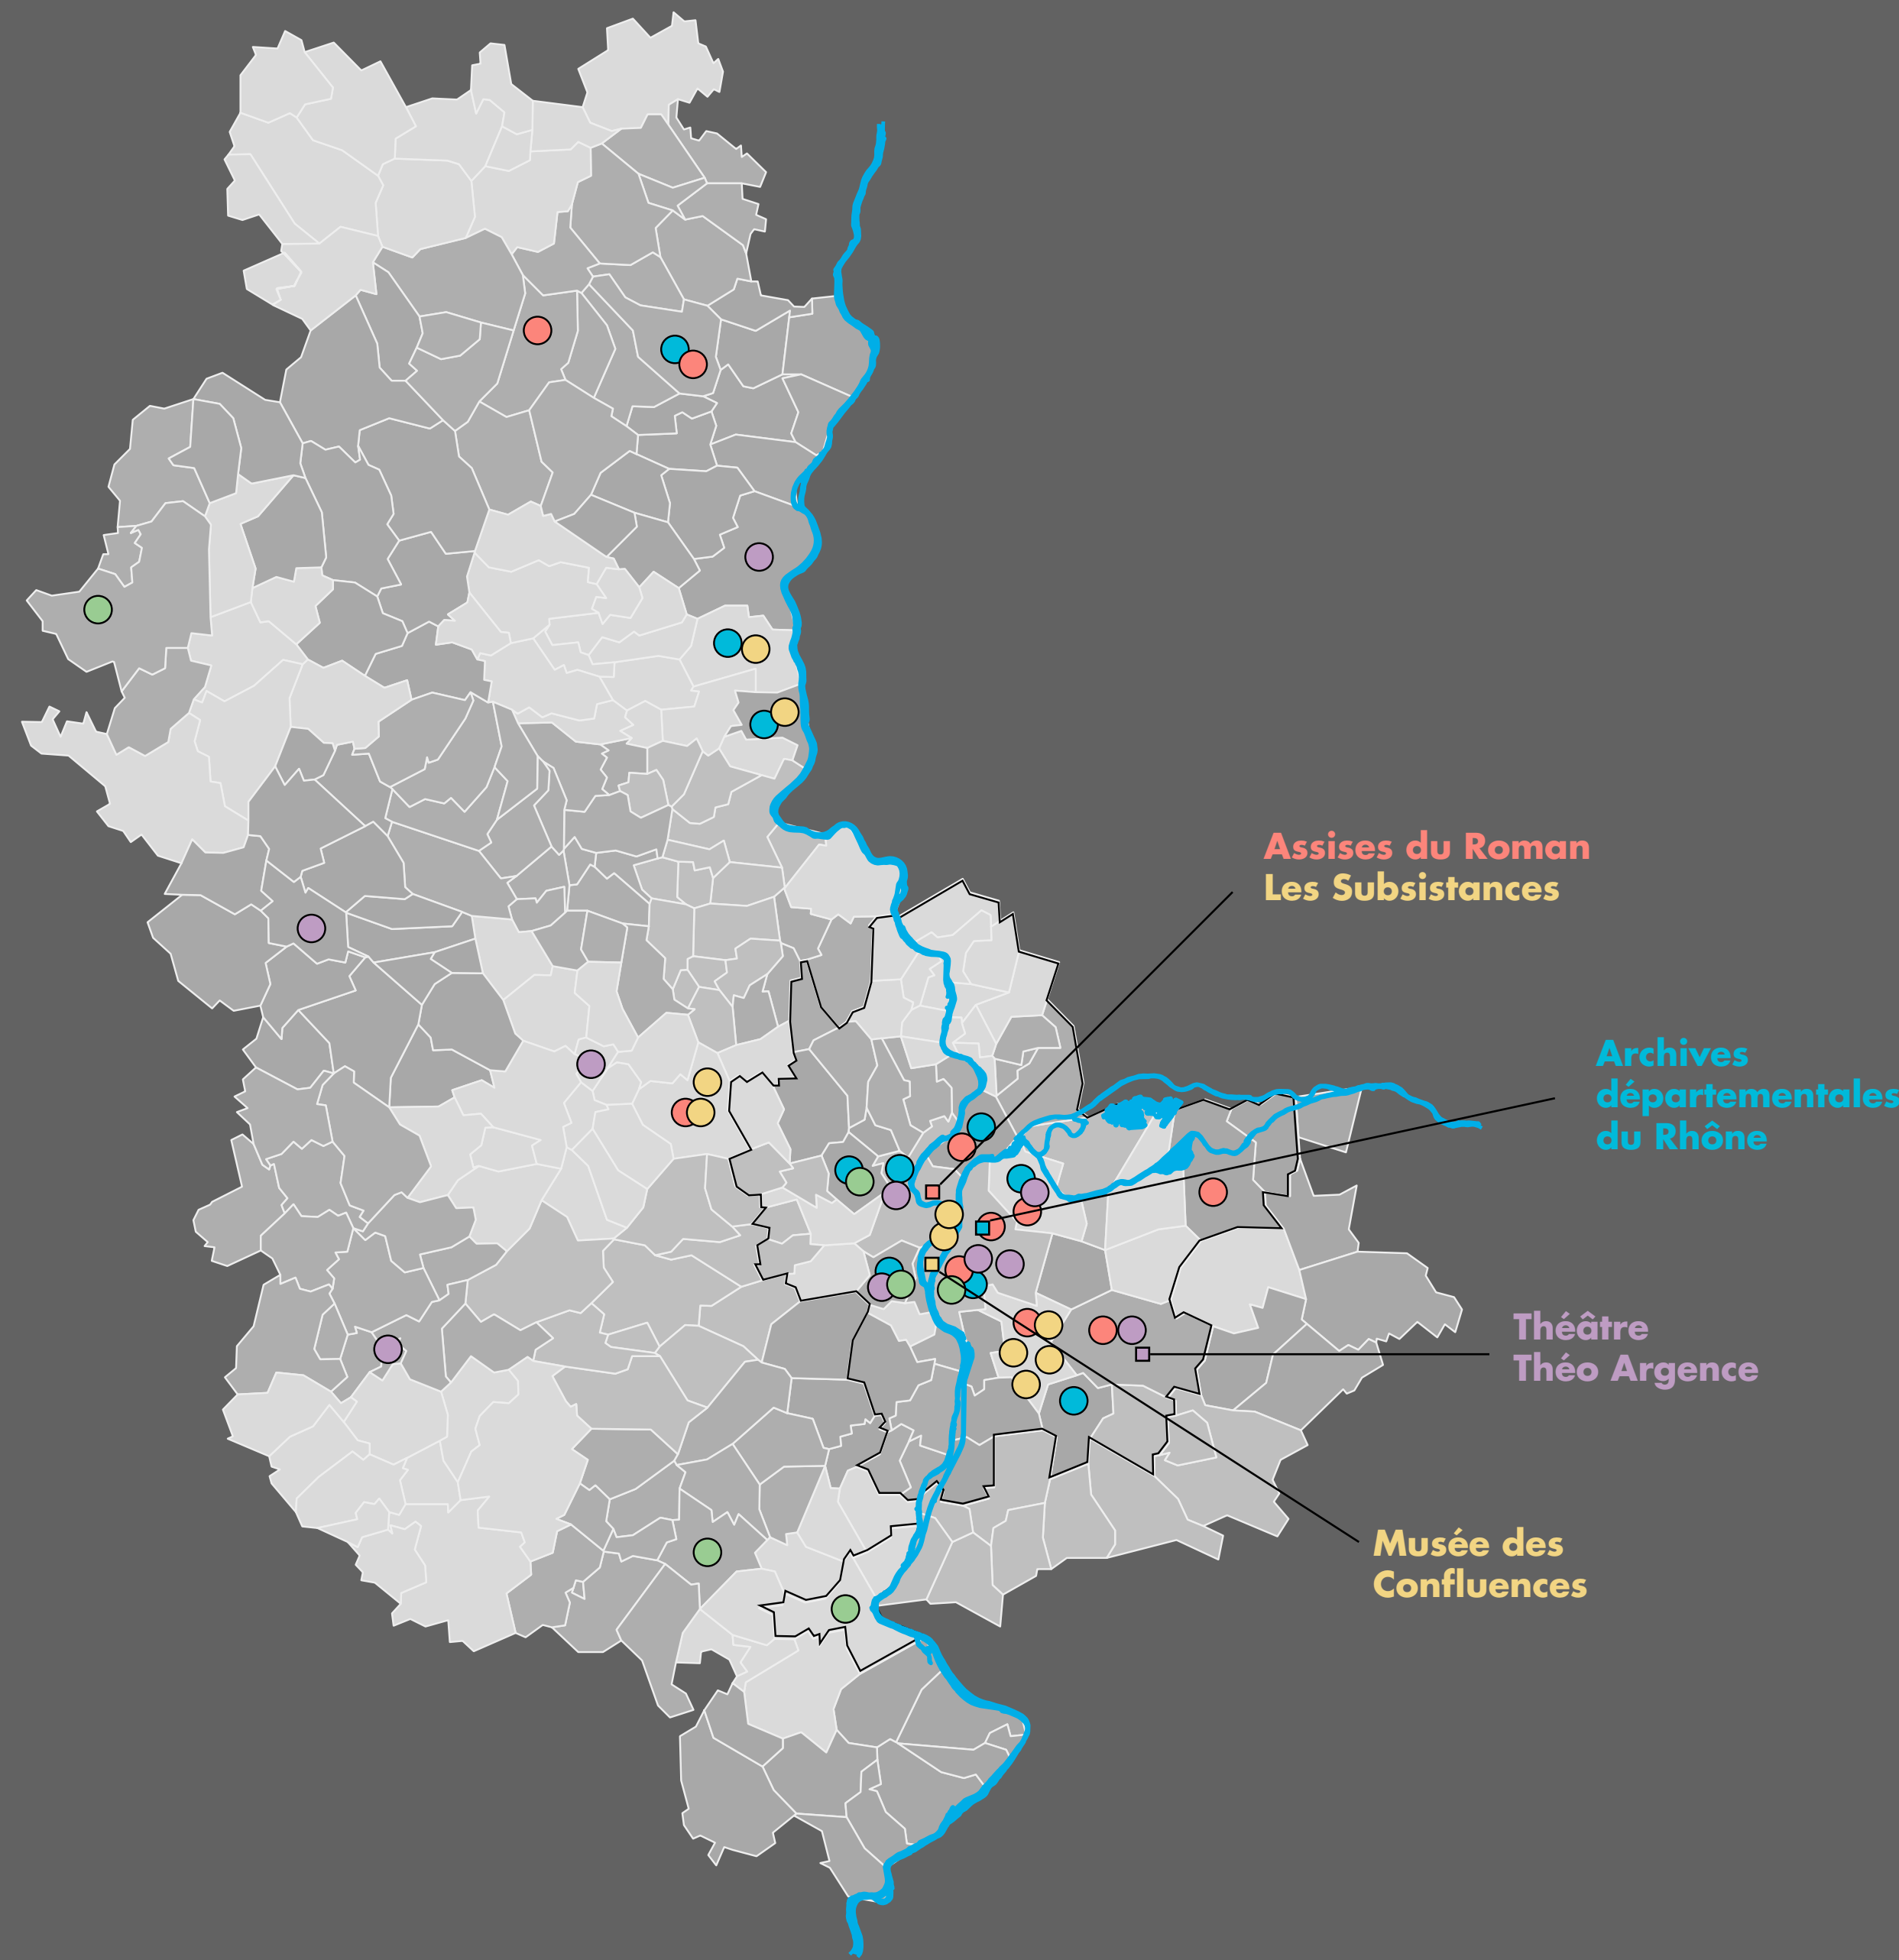 Assises du Roman
Les Subsistances
Archives
départementales
du Rhône
Théâtre
Théo Argence
Musée des
Confluences